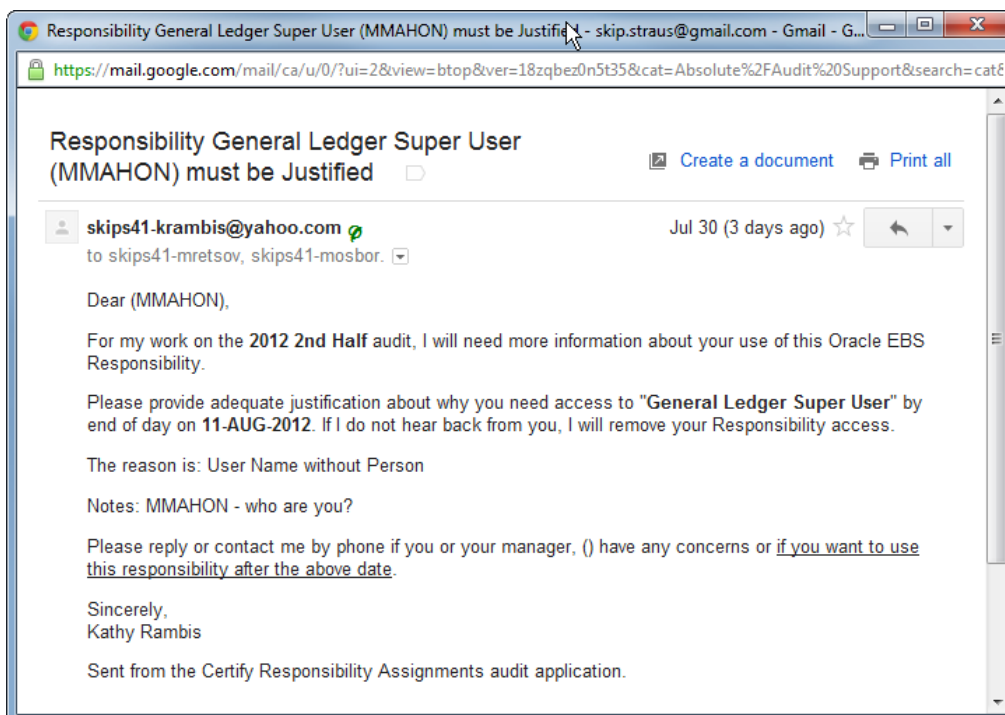 Responsibility General Ledger Super User (MMAHON) must be Justified - skip.straus@gmail.com - Gmail - G...
https://mail.google.com/mail/ca/u/0/?ui=2&view=btop&ver=18zqbez0n5t35&cat=Absolute%2FAudit%20Support&search=cat&
Responsibility General Ledger Super User
(MMAHON) must be Justified
Create a document Print all
skips41-krambis@yahoo.com Jul 30 (3 days ago)
to skips41-mretsov, skips41-mosbor.
Dear (MMAHON),
For my work on the 2012 2nd Half audit, I will need more information about your use of this Oracle EBS
Responsibility.
Please provide adequate justification about why you need access to "General Ledger Super User" by
end of day on 11-AUG-2012. If I do not hear back from you, I will remove your Responsibility access.
The reason is: User Name without Person
Notes: MMAHON - who are you?
Please reply or contact me by phone if you or your manager, () have any concerns or if you want to use
this responsibility after the above date.
Sincerely,
Kathy Rambis
Sent from the Certify Responsibility Assignments audit application.